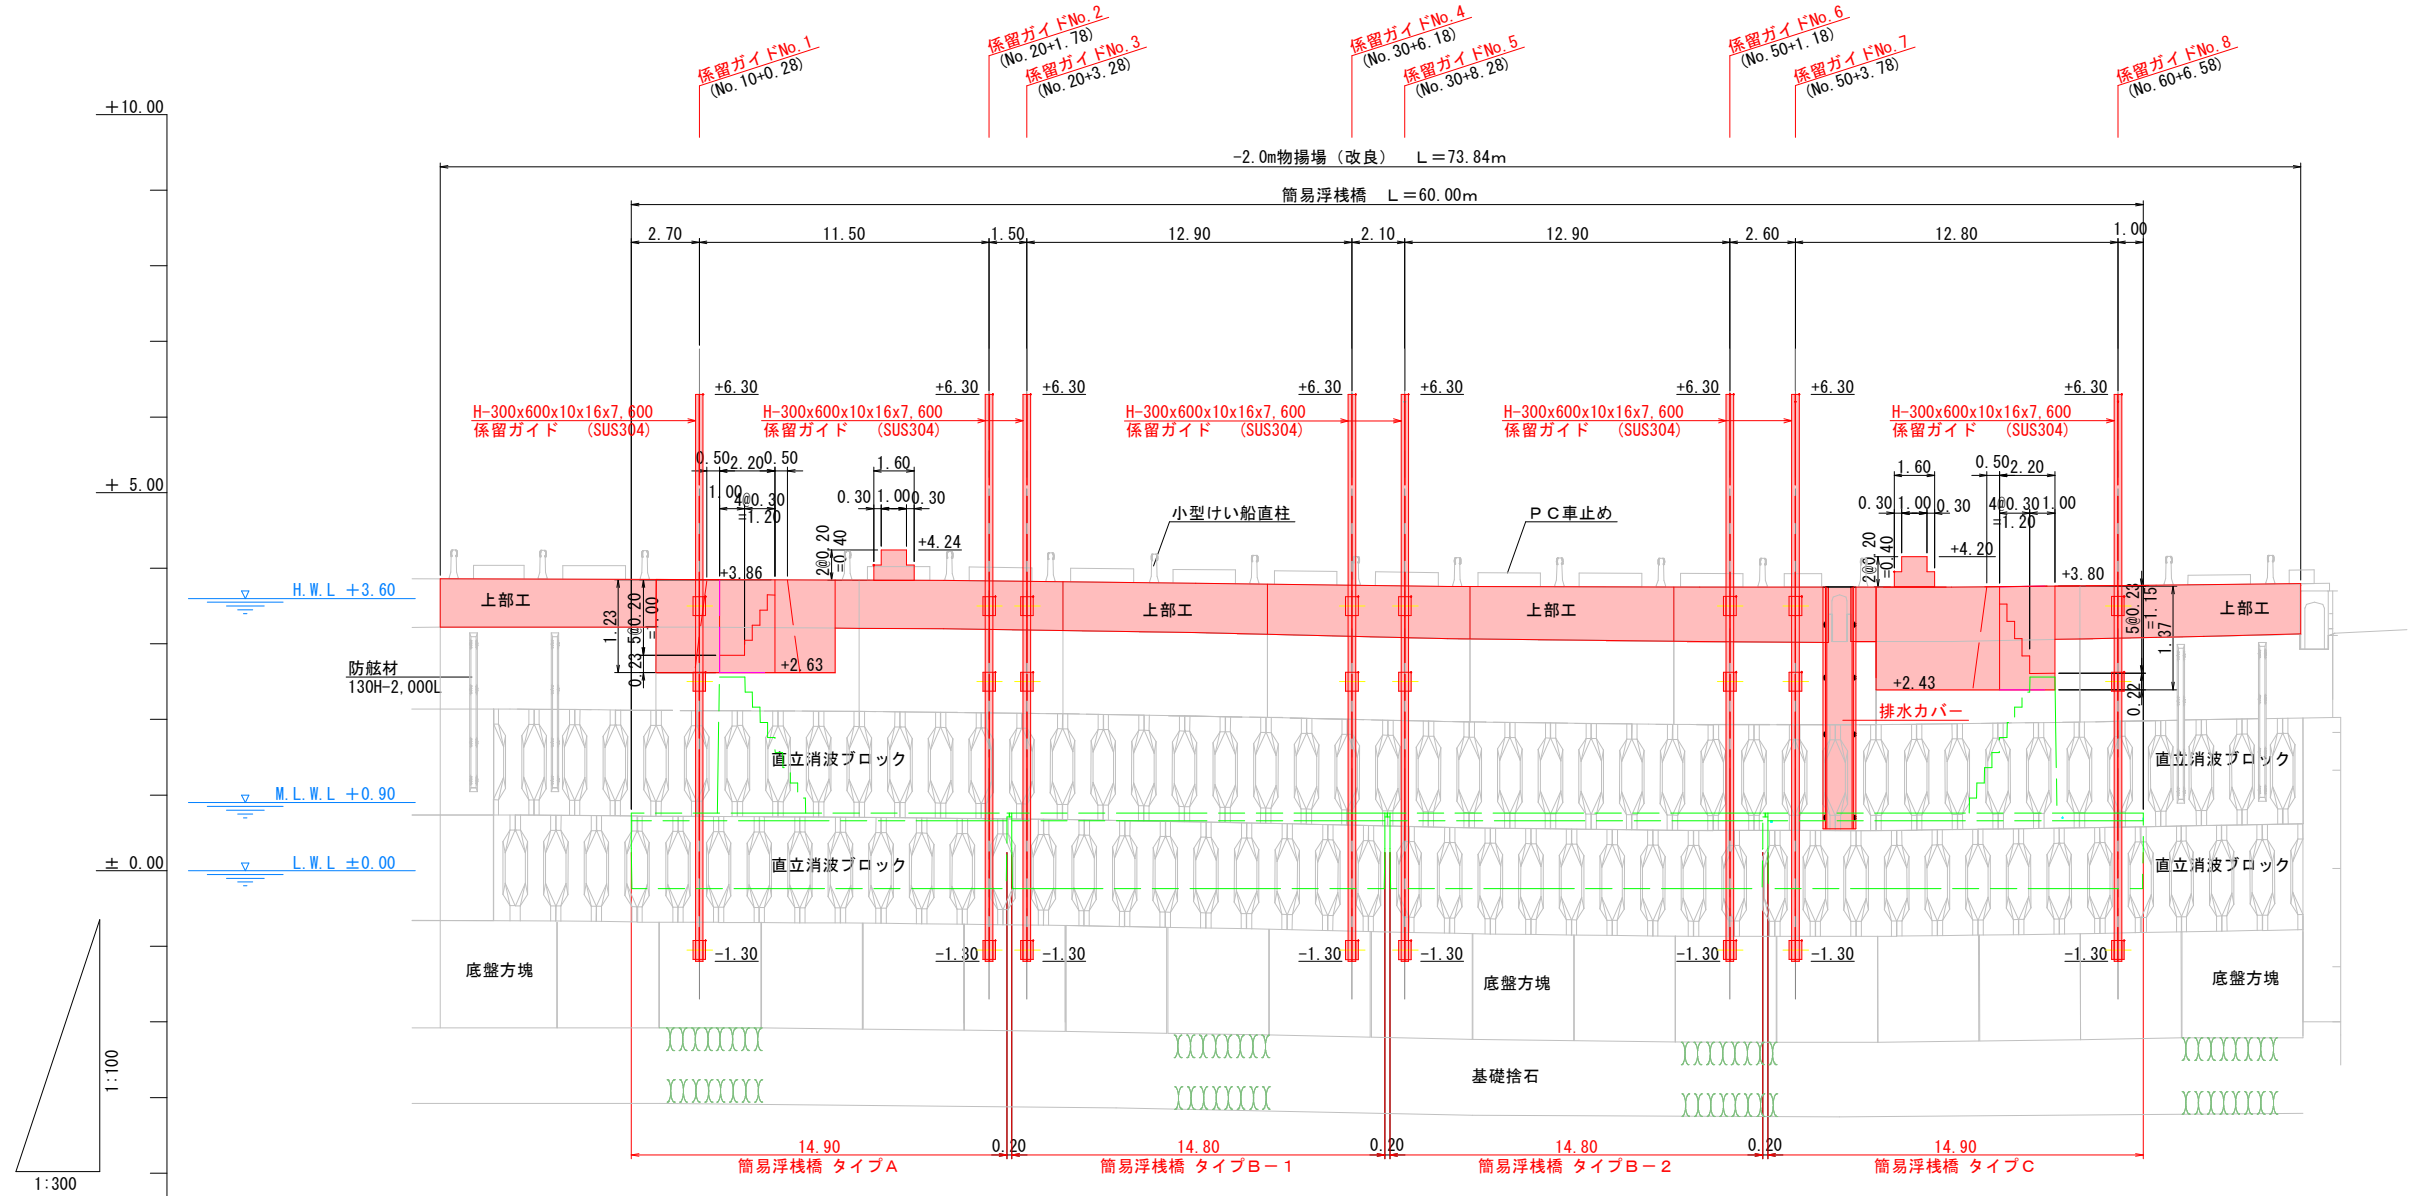 係留ガイドNo.1
(No.10+0.28)
係留ガイドNo.2
(No.20+1.78)
係留ガイドNo.3
(No.20+3.28)
係留ガイドNo.4
(No.30+6.18)
係留ガイドNo.5
(No.30+8.28)
係留ガイドNo.6
(No.50+1.18)
係留ガイドNo.7
(No.50+3.78)
係留ガイドNo.8
(No.60+6.58)
+10.00
-2.0m物揚場（改良）　Ｌ＝73.84ｍ
簡易浮桟橋　Ｌ＝60.00ｍ
2.70 11.50 1.50 12.90 2.10 12.90 2.60 12.80 1.00
+6.30 +6.30 +6.30 +6.30 +6.30 +6.30 +6.30 +6.30
H-300x600x10x16x7,600
係留ガイド　(SUS304)
H-300x600x10x16x7,600
係留ガイド　(SUS304)
H-300x600x10x16x7,600
係留ガイド　(SUS304)
H-300x600x10x16x7,600
係留ガイド　(SUS304)
H-300x600x10x16x7,600
係留ガイド　(SUS304)
+ 5.00
0.50 2.20 0.50
1.00 4@0.30
=1.20
1.60
0.30 1.00 0.30
2@0.20
=0.40
+4.24
小型けい船直柱
ＰＣ車止め
1.60
0.30 1.00 0.30
2@0.20
=0.40
+4.20
0.50 2.20
4@0.30 1.00
=1.20
H.W.L +3.60
上部工
+3.86
上部工
上部工
+3.80
上部工
1.23
5@0.20
=1.00
0.23
+2.63
5@0.23
=1.15
1.37
0.22
+2.43
防舷材
130H-2,000L
排水カバー
直立消波ブロック
直立消波ブロック
M.L.W.L +0.90
± 0.00
L.W.L ±0.00
直立消波ブロック
直立消波ブロック
-1.30 -1.30 -1.30 -1.30 -1.30 -1.30 -1.30 -1.30
底盤方塊
底盤方塊
底盤方塊
基礎捨石
1:100
1:300
14.90 0.20 14.80 0.20 14.80 0.20 14.90
簡易浮桟橋 タイプＡ
簡易浮桟橋 タイプＢ－１
簡易浮桟橋 タイプＢ－２
簡易浮桟橋 タイプＣ